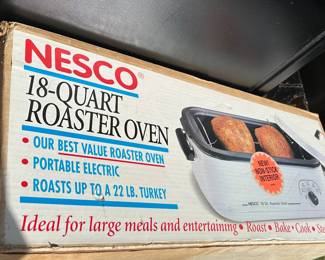 NESCO®
18-QUART
ROASTER OVEN
• OUR BEST VALUE ROASTER OVEN
• PORTABLE ELECTRIC
• ROASTS UP TO A 22 LB. TURKEY
NEW!
NON-STICK
INTERIOR
NESCO
Ideal for large meals and entertaining • Roast • Bake • Cook •